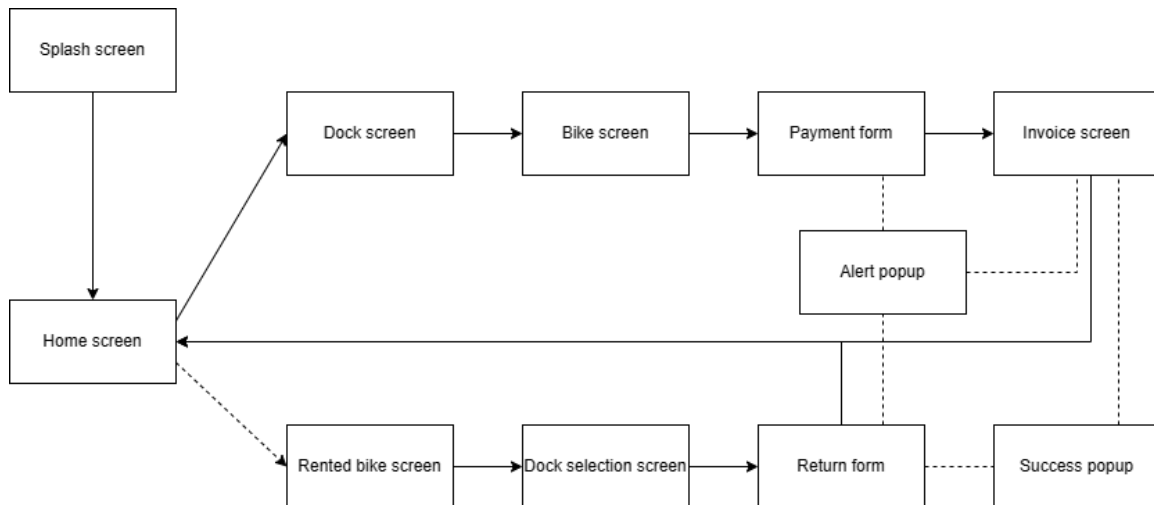 Splash screen
Dock screen
Bike screen
Payment form
Invoice screen
Alert popup
Home screen
Rented bike screen
Dock selection screen
Return form
Success popup